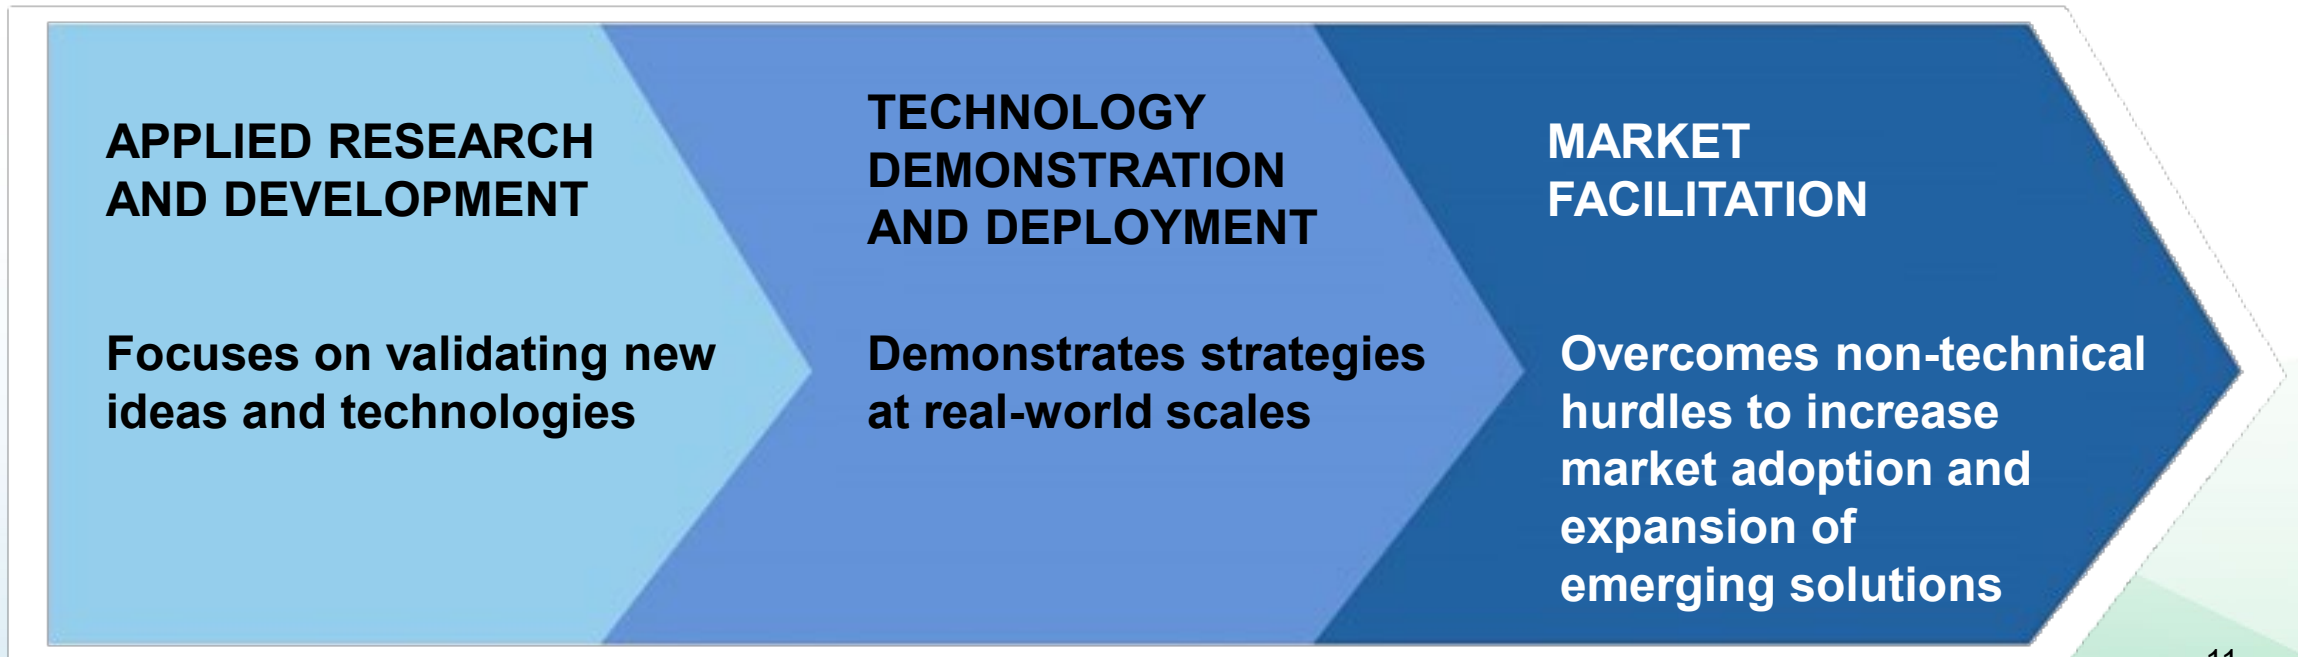 APPLIED RESEARCH
AND DEVELOPMENT
Focuses on validating new
ideas and technologies
TECHNOLOGY
DEMONSTRATION
AND DEPLOYMENT
Demonstrates strategies
at real-world scales
MARKET
FACILITATION
Overcomes non-technical
hurdles to increase
market adoption and
expansion of
emerging solutions
11